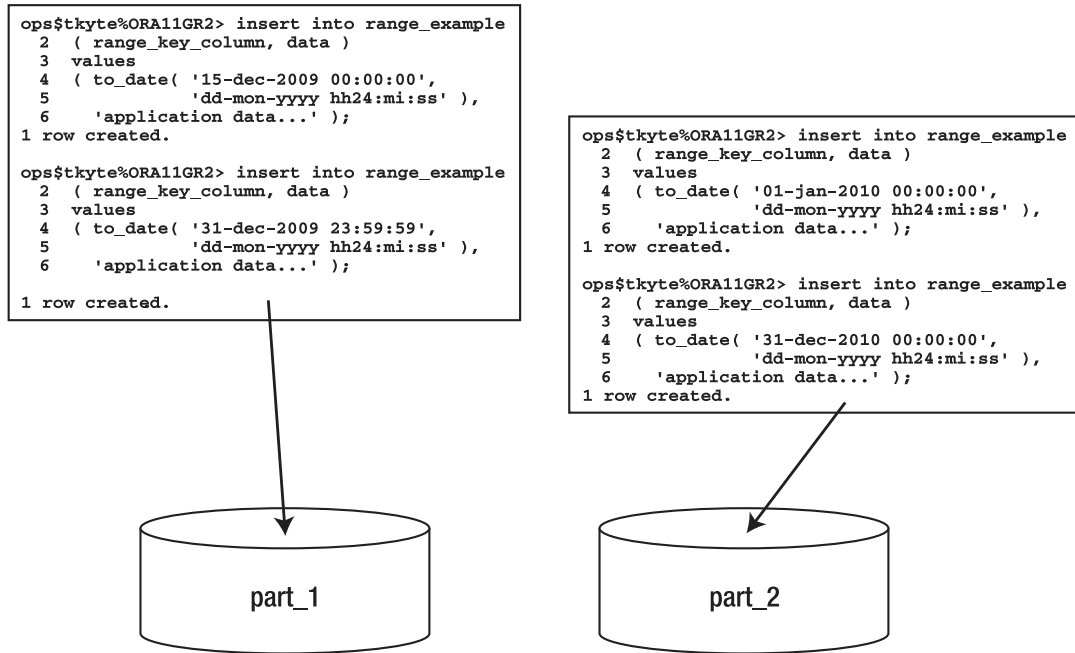 ops$tkyte%ORA11GR2> insert into range_example
  2  ( range_key_column, data )
  3  values
  4  ( to_date( '15-dec-2009 00:00:00',
  5             'dd-mon-yyyy hh24:mi:ss' ),
  6    'application data...' );
1 row created.

ops$tkyte%ORA11GR2> insert into range_example
  2  ( range_key_column, data )
  3  values
  4  ( to_date( '31-dec-2009 23:59:59',
  5             'dd-mon-yyyy hh24:mi:ss' ),
  6    'application data...' );

1 row created.

ops$tkyte%ORA11GR2> insert into range_example
  2  ( range_key_column, data )
  3  values
  4  ( to_date( '01-jan-2010 00:00:00',
  5             'dd-mon-yyyy hh24:mi:ss' ),
  6    'application data...' );
1 row created.

ops$tkyte%ORA11GR2> insert into range_example
  2  ( range_key_column, data )
  3  values
  4  ( to_date( '31-dec-2010 00:00:00',
  5             'dd-mon-yyyy hh24:mi:ss' ),
  6    'application data...' );
1 row created.

part_1
part_2